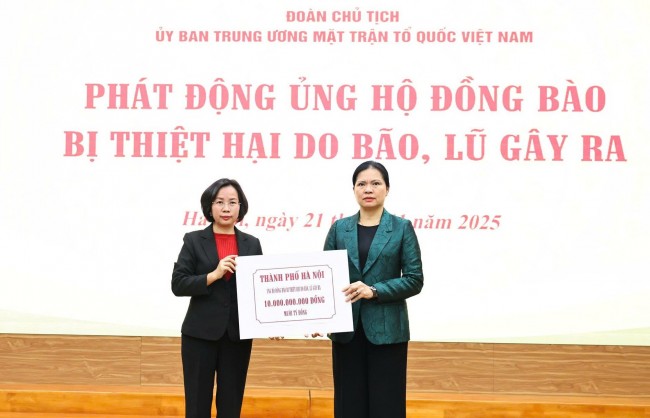 ĐOÀN CHỦ TỊCH
ỦY BAN TRUNG ƯƠNG MẶT TRẬN TỔ QUỐC VIỆT NAM
PHÁT ĐỘNG ỦNG HỘ ĐỒNG BÀO
BỊ THIỆT HẠI DO BÃO, LŨ GÂY RA
ngày 21 năm 2025
THÀNH PHỐ HÀ NỘI
10.000.000.000 ĐỒNG
MƯỜI TỶ ĐỒNG